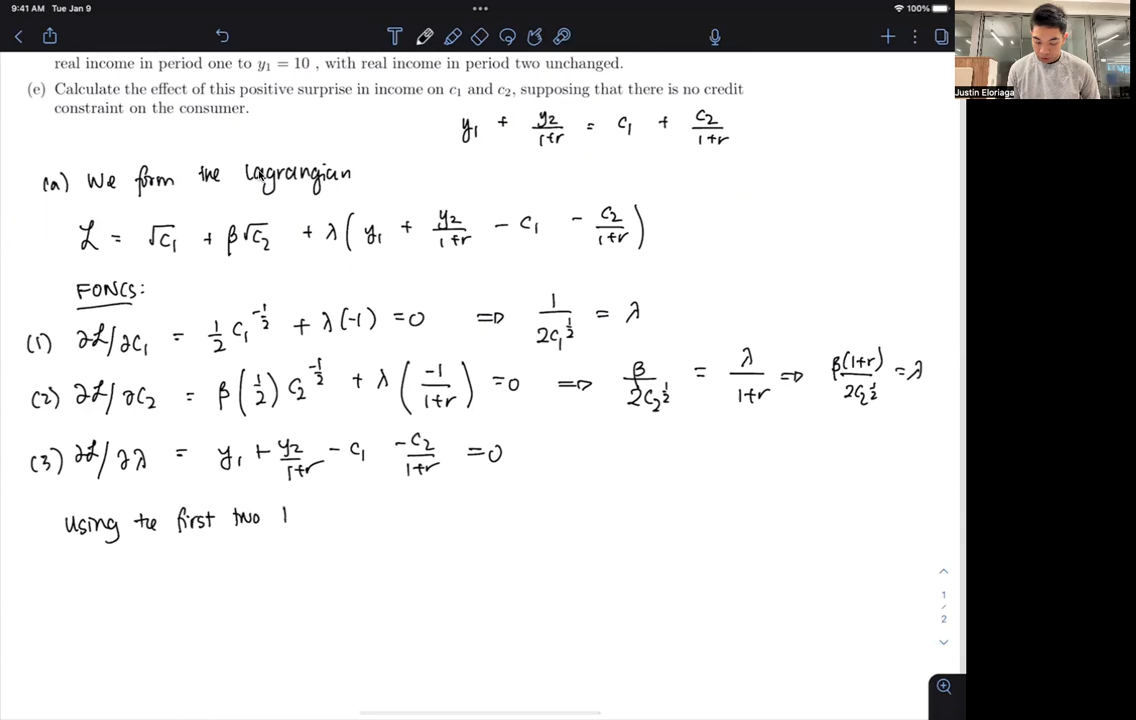 9:41 AM Tue Jan 9
100%
Justin Eloriaga
real income in period one to y₁ = 10 , with real income in period two unchanged.
(e) Calculate the effect of this positive surprise in income on c₁ and c₂, supposing that there is no credit
constraint on the consumer.
y₁ + y₂/(1+r) = c₁ + c₂/(1+r)
(a) We form the Lagrangian
ℒ = √c₁ + β√c₂ + λ(y₁ + y₂/(1+r) - c₁ - c₂/(1+r))
FONCs:
(1) ∂ℒ/∂c₁ = ½ c₁^(-½) + λ(-1) = 0 ⇒ 1/(2c₁^½) = λ
(2) ∂ℒ/∂c₂ = β(½) c₂^(-½) + λ(-1/(1+r)) = 0 ⇒ β/(2c₂^½) = λ/(1+r) ⇒ β(1+r)/(2c₂^½) = λ
(3) ∂ℒ/∂λ = y₁ + y₂/(1+r) - c₁ - c₂/(1+r) = 0
Using the first two
1
/
2